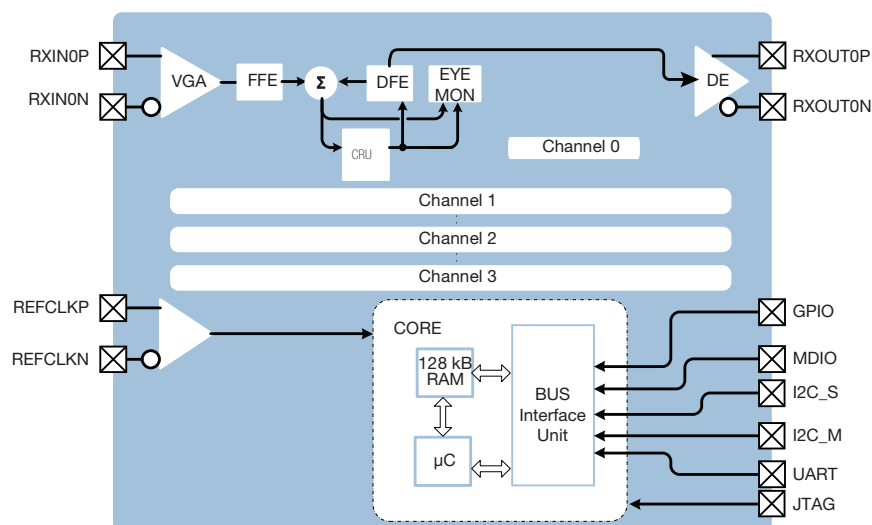 RXIN0P
RXIN0N
VGA
FFE
Σ
DFE
EYE
MON
CRU
DE
RXOUT0P
RXOUT0N
Channel 0
Channel 1
Channel 2
Channel 3
REFCLKP
REFCLKN
CORE
128 kB
RAM
µC
BUS
Interface
Unit
GPIO
MDIO
I2C_S
I2C_M
UART
JTAG